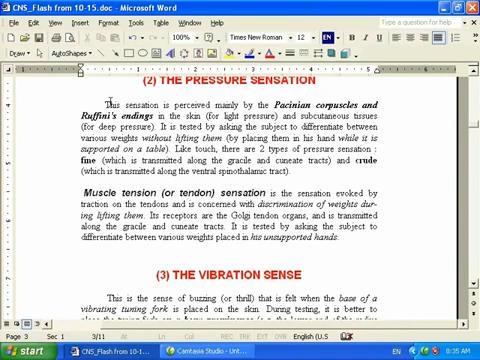 CNS_Flash from 10-15.doc - Microsoft Word
File Edit View Insert Format Tools Table Window Help
Type a question for help
100% Times New Roman 12 B I U
Draw AutoShapes
(2) THE PRESSURE SENSATION
This sensation is perceived mainly by the Pacinian corpuscles and
Ruffini's endings in the skin (for light pressure) and subcutaneous tissues
(for deep pressure). It is tested by asking the subject to differentiate between
various weights without lifting them (by placing them in his hand while it is
supported on a table). Like touch, there are 2 types of pressure sensation :
fine (which is transmitted along the gracile and cuneate tracts) and crude
(which is transmitted along the ventral spinothalamic tract).
Muscle tension (or tendon) sensation is the sensation evoked by
traction on the tendons and is concerned with discrimination of weights dur-
ing lifting them. Its receptors are the Golgi tendon organs, and is transmitted
along the gracile and cuneate tracts. It is tested by asking the subject to
differentiate between various weights placed in his unsupported hands.
(3) THE VIBRATION SENSE
This is the sense of buzzing (or thrill) that is felt when the base of a
vibrating tuning fork is placed on the skin. During testing, it is better to
Page 3 Sec 1 3/11 REC TRK EXT OVR English (U.S
start CNS_Flash from 10-1... Camtasia Studio - Unt... EN 8:35 AM